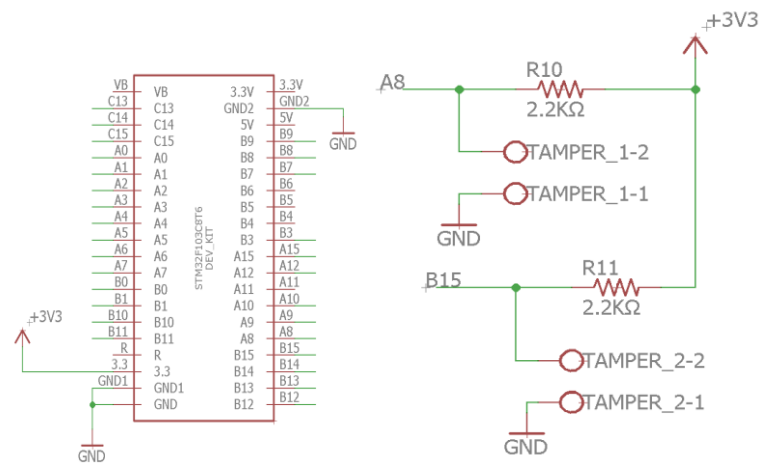 VB
C13
C14
C15
A0
A1
A2
A3
A4
A5
A6
A7
B0
B1
B10
B11
R
3.3
GND1
+3V3
GND
VB
C13
C14
C15
A0
A1
A2
A3
A4
A5
A6
A7
B0
B1
B10
B11
R
3.3
GND1
GND
STM32F103C8T6
DEV_KIT
3.3V
GND2
5V
B9
B8
B7
B6
B5
B4
B3
A15
A12
A11
A10
A9
A8
B15
B14
B13
B12
3.3V
GND2
5V
B9
B8
B7
B6
B5
B4
B3
A15
A12
A11
A10
A9
A8
B15
B14
B13
B12
GND
+3V3
A8
R10
2.2KΩ
TAMPER_1-2
TAMPER_1-1
GND
B15
R11
2.2KΩ
TAMPER_2-2
TAMPER_2-1
GND